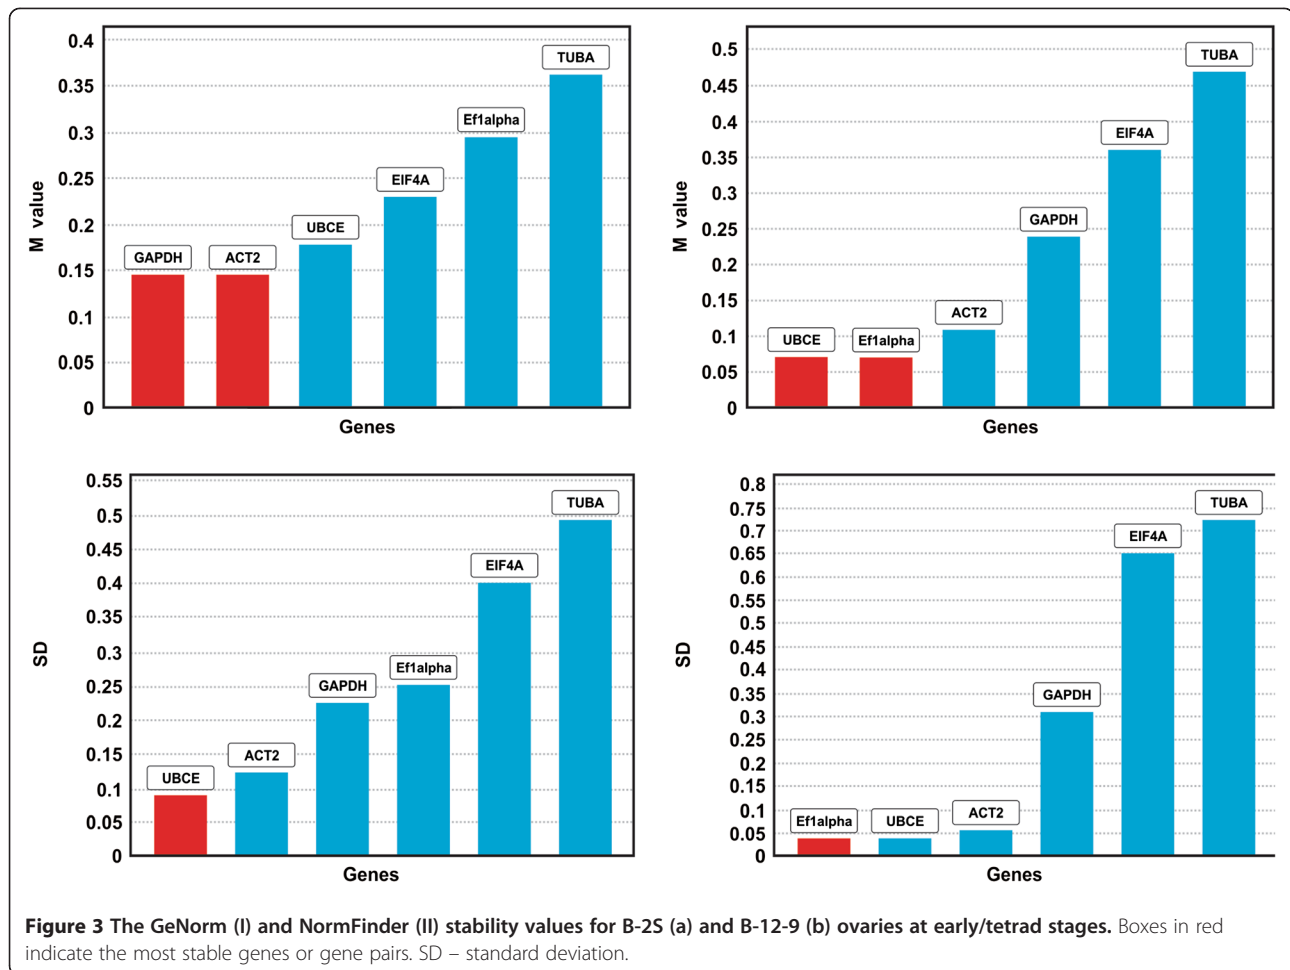 0.4
0.35
0.3
0.25
0.2
0.15
0.1
0.05
0
M value
GAPDH
ACT2
UBCE
EIF4A
Ef1alpha
TUBA
Genes
0.5
0.45
0.4
0.35
0.3
0.25
0.2
0.15
0.1
0.05
0
M value
UBCE
Ef1alpha
ACT2
GAPDH
EIF4A
TUBA
Genes
0.55
0.5
0.45
0.4
0.35
0.3
0.25
0.2
0.15
0.1
0.05
0
SD
UBCE
ACT2
GAPDH
Ef1alpha
EIF4A
TUBA
Genes
0.8
0.75
0.7
0.65
0.6
0.55
0.5
0.45
0.4
0.35
0.3
0.25
0.2
0.15
0.1
0.05
0
SD
Ef1alpha
UBCE
ACT2
GAPDH
EIF4A
TUBA
Genes
Figure 3 The GeNorm (I) and NormFinder (II) stability values for B-2S (a) and B-12-9 (b) ovaries at early/tetrad stages. Boxes in red
indicate the most stable genes or gene pairs. SD – standard deviation.